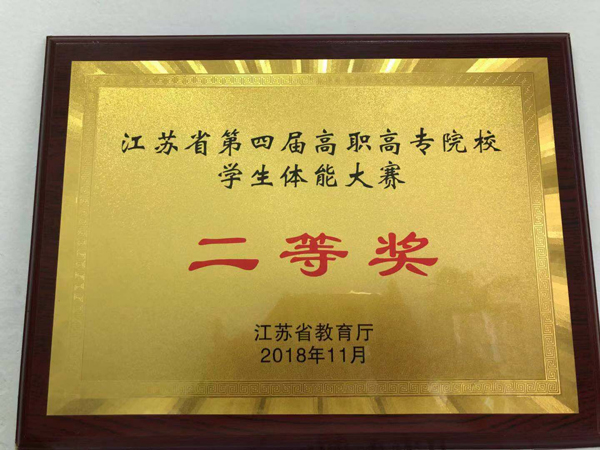 江苏省第四届高职高专院校
学生体能大赛
二等奖
江苏省教育厅
2018年11月